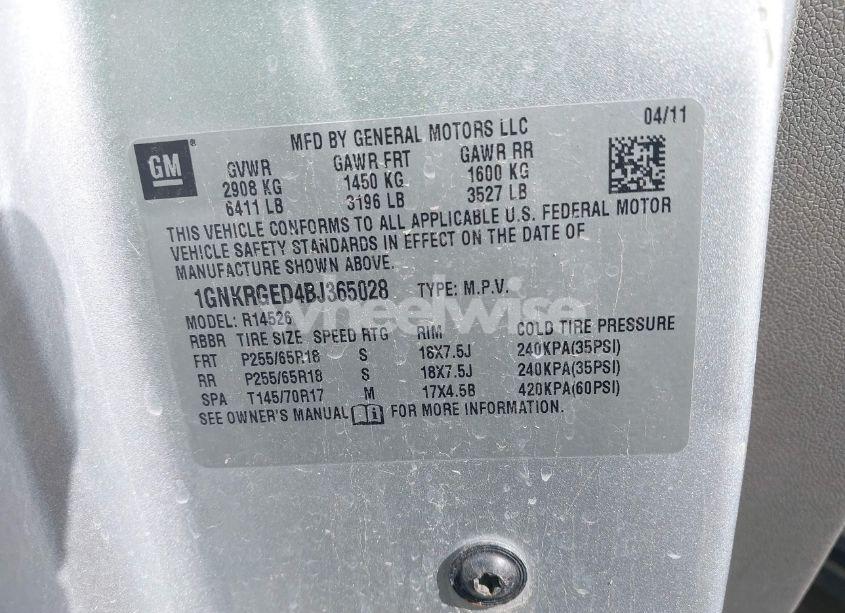 MFD BY GENERAL MOTORS LLC 04/11
GM®
GVWR GAWR FRT GAWR RR
2908 KG 1450 KG 1600 KG
6411 LB 3196 LB 3527 LB
THIS VEHICLE CONFORMS TO ALL APPLICABLE U.S. FEDERAL MOTOR
VEHICLE SAFETY STANDARDS IN EFFECT ON THE DATE OF
MANUFACTURE SHOWN ABOVE.
1GNKRGED4BJ365028 TYPE: M.P.V.
wheelwise
MODEL: R14526
RBBR TIRE SIZE SPEED RTG RIM COLD TIRE PRESSURE
FRT P255/65R18 S 18X7.5J 240KPA(35PSI)
RR P255/65R18 S 18X7.5J 240KPA(35PSI)
SPA T145/70R17 M 17X4.5B 420KPA(60PSI)
SEE OWNER'S MANUAL FOR MORE INFORMATION.